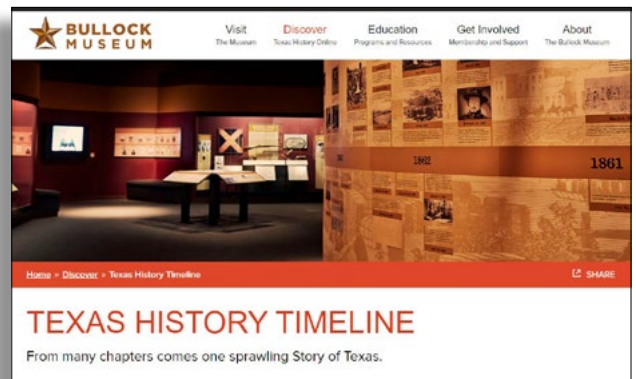 BULLOCK
MUSEUM
Visit
The Museum
Discover
Texas History Online
Education
Programs and Resources
Get Involved
Membership and Support
About
The Bullock Museum
1862
1861
Home » Discover » Texas History Timeline
SHARE
TEXAS HISTORY TIMELINE
From many chapters comes one sprawling Story of Texas.